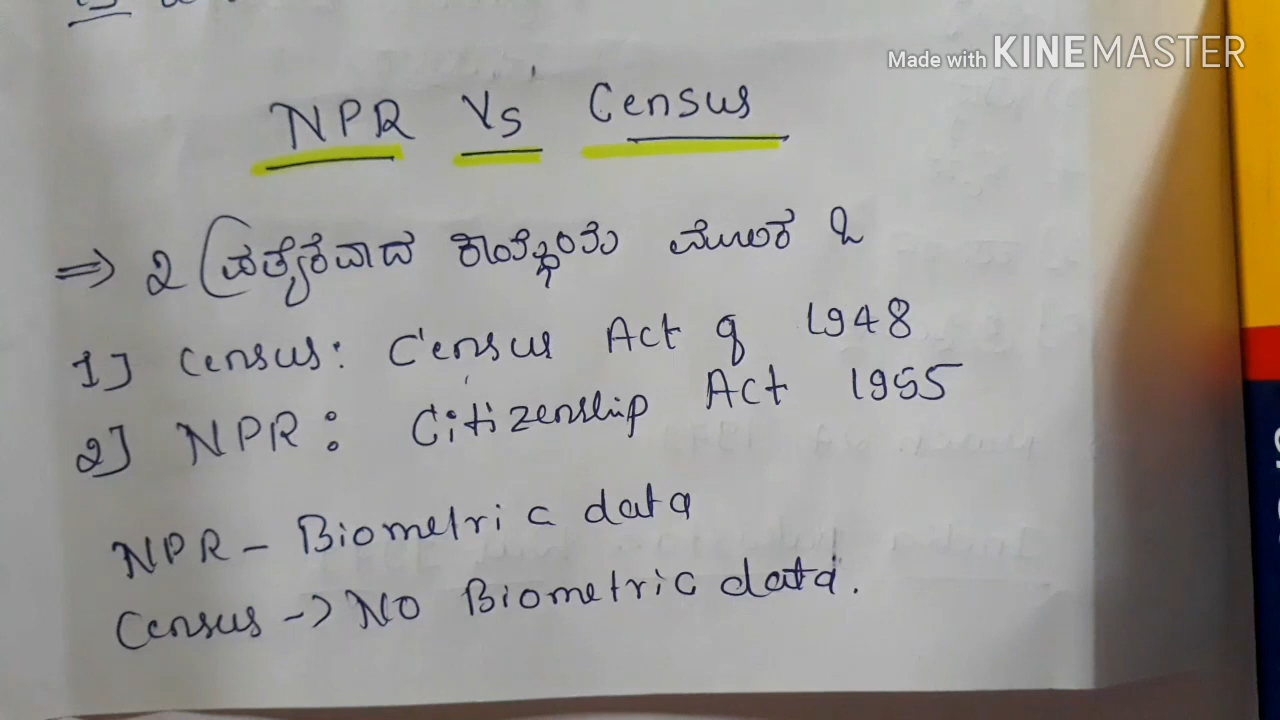 Made with KINEMASTER
NPR Vs Census
⇒ 2 ಪ್ರತ್ಯೇಕವಾದ ಮೂಲಕ
1] Census: Census Act of 1948
2] NPR: Citizenship Act 1955
NPR - Biometric data
Census -> NO Biometric data.